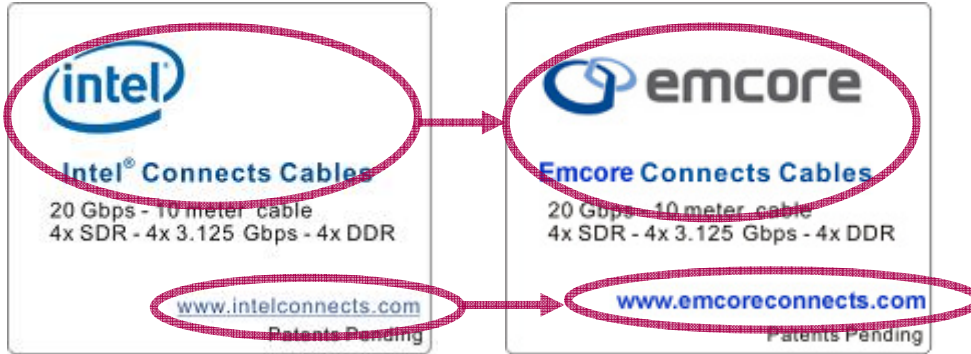 intel
Intel® Connects Cables
20 Gbps - 10 meter cable
4x SDR - 4x 3.125 Gbps - 4x DDR
www.intelconnects.com
Patents Pending
emcore
Emcore Connects Cables
20 Gbps - 10 meter cable
4x SDR - 4x 3.125 Gbps - 4x DDR
www.emcoreconnects.com
Patents Pending